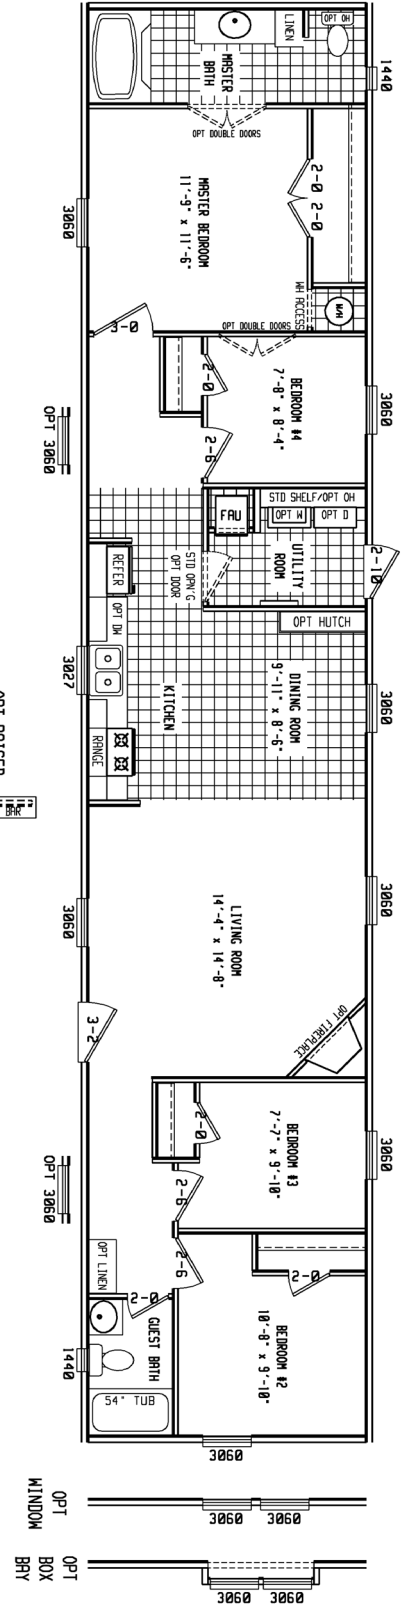 OPT OH
LINEN
1440
MASTER
BATH
OPT DOUBLE DOORS
2-0 2-0
MASTER BEDROOM
11'-9" x 11'-6"
3060
W/H
WH ACCESS
3-0
OPT DOUBLE DOORS
2-0
BEDROOM #4
7'-8" x 8'-4"
3060
OPT 3060
2-6
STD SHELF/OPT OH
FAU
OPT W
OPT D
2-10
REFER
STD OPN'G
OPT DOOR
UTILITY
ROOM
OPT DW
OPT HUTCH
3027
KITCHEN
DINING ROOM
9'-11" x 8'-6"
3060
RANGE
BAR
3060
LIVING ROOM
14'-4" x 14'-8"
3060
3-2
OPT FIREPLACE
2-0
BEDROOM #3
7'-7" x 9'-10"
3060
OPT 3060
2-6
2-6
OPT LINEN
2-0
2-0
GUEST BATH
BEDROOM #2
10'-8" x 9'-10"
1440
54" TUB
3060
OPT
WINDOW
3060
3060
OPT
BOX
BAY
3060
3060